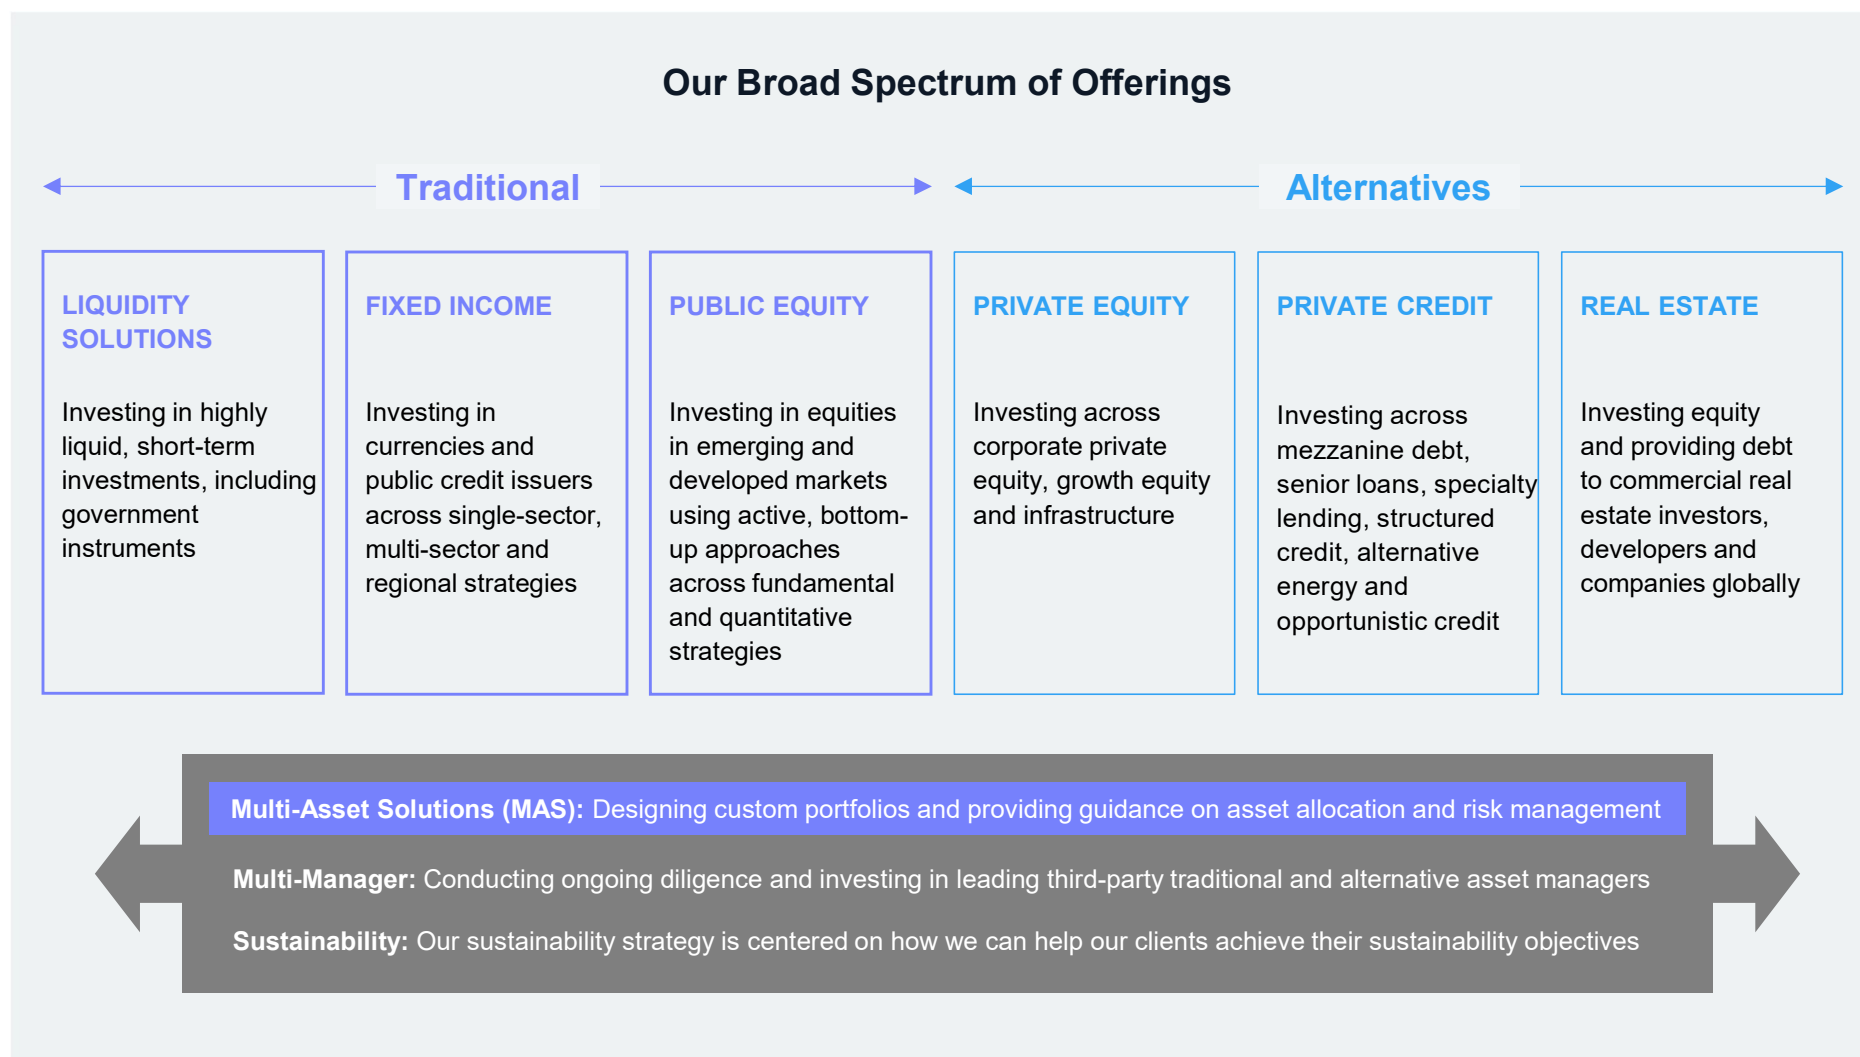 Our Broad Spectrum of Offerings
Traditional
Alternatives
LIQUIDITY
SOLUTIONS
Investing in highly
liquid, short-term
investments, including
government
instruments
FIXED INCOME
Investing in
currencies and
public credit issuers
across single-sector,
multi-sector and
regional strategies
PUBLIC EQUITY
Investing in equities
in emerging and
developed markets
using active, bottom-
up approaches
across fundamental
and quantitative
strategies
PRIVATE EQUITY
Investing across
corporate private
equity, growth equity
and infrastructure
PRIVATE CREDIT
Investing across
mezzanine debt,
senior loans, specialty
lending, structured
credit, alternative
energy and
opportunistic credit
REAL ESTATE
Investing equity
and providing debt
to commercial real
estate investors,
developers and
companies globally
Multi-Asset Solutions (MAS): Designing custom portfolios and providing guidance on asset allocation and risk management
Multi-Manager: Conducting ongoing diligence and investing in leading third-party traditional and alternative asset managers
Sustainability: Our sustainability strategy is centered on how we can help our clients achieve their sustainability objectives